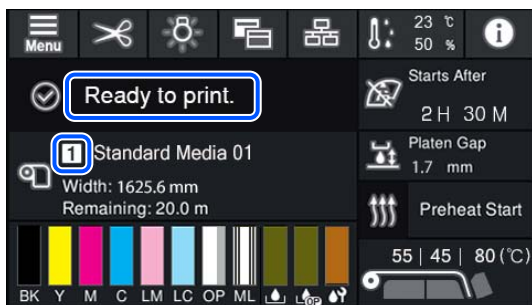 Menu
23 ℃
50 %
i
Ready to print.
Starts After
2 H 30 M
1 Standard Media 01
Width: 1625.6 mm
Remaining: 20.0 m
Platen Gap
1.7 mm
Preheat Start
55 | 45 | 80 (℃)
BK Y M C LM LC OP ML OP